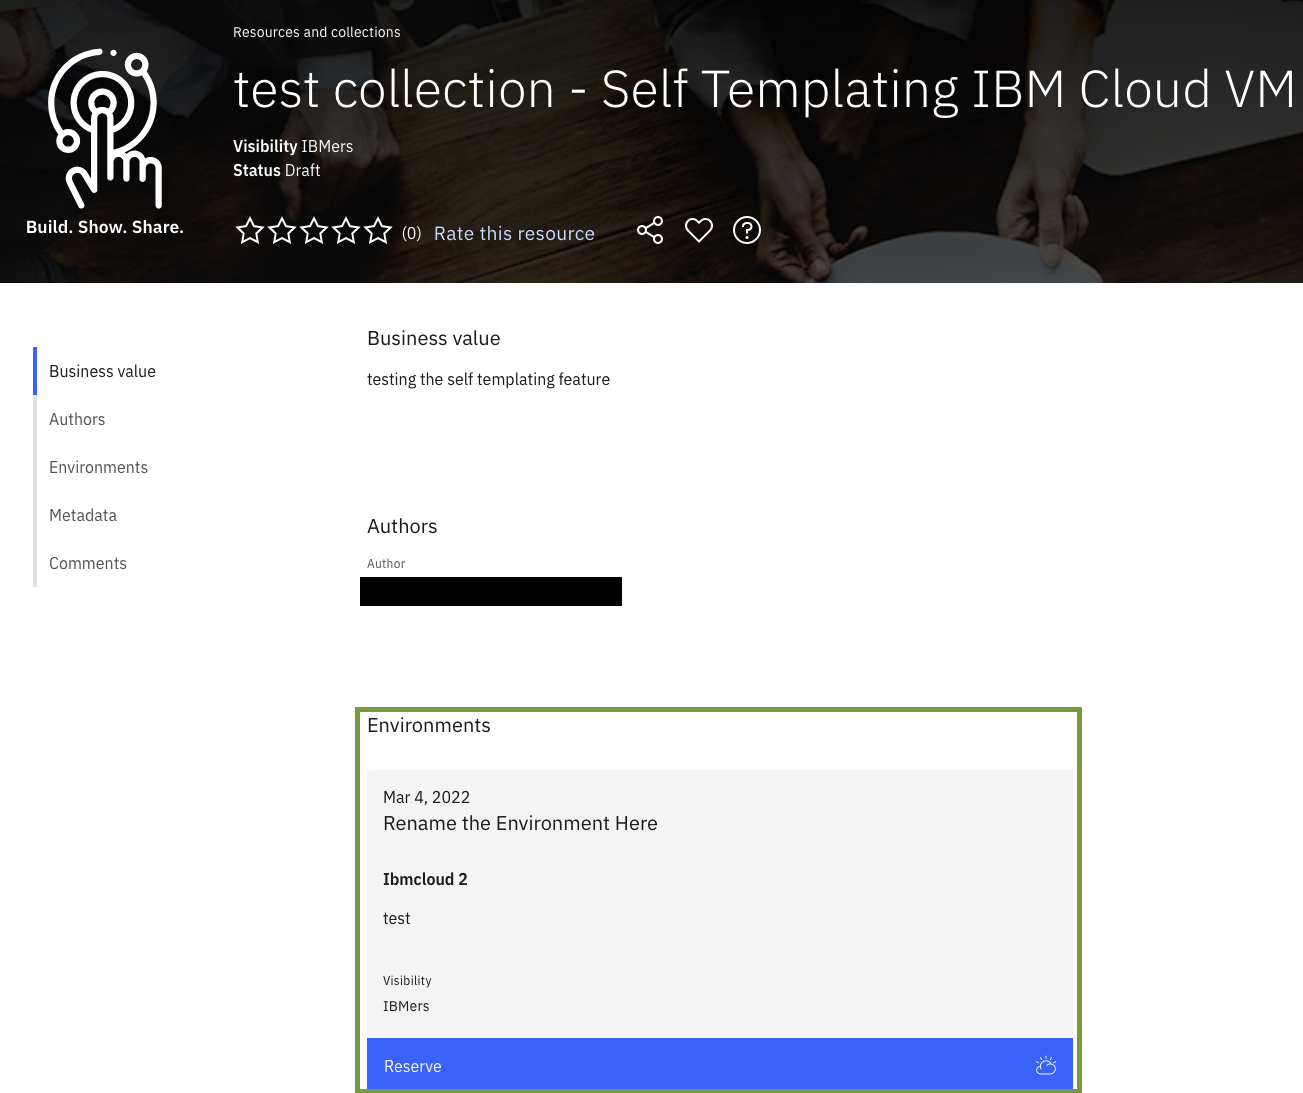 Resources and collections
test collection - Self Templating IBM Cloud VM
Visibility IBMers
Status Draft
Build. Show. Share.
(0) Rate this resource
Business value
Authors
Environments
Metadata
Comments
Business value
testing the self templating feature
Authors
Author
Environments
Mar 4, 2022
Rename the Environment Here
Ibmcloud 2
test
Visibility
IBMers
Reserve